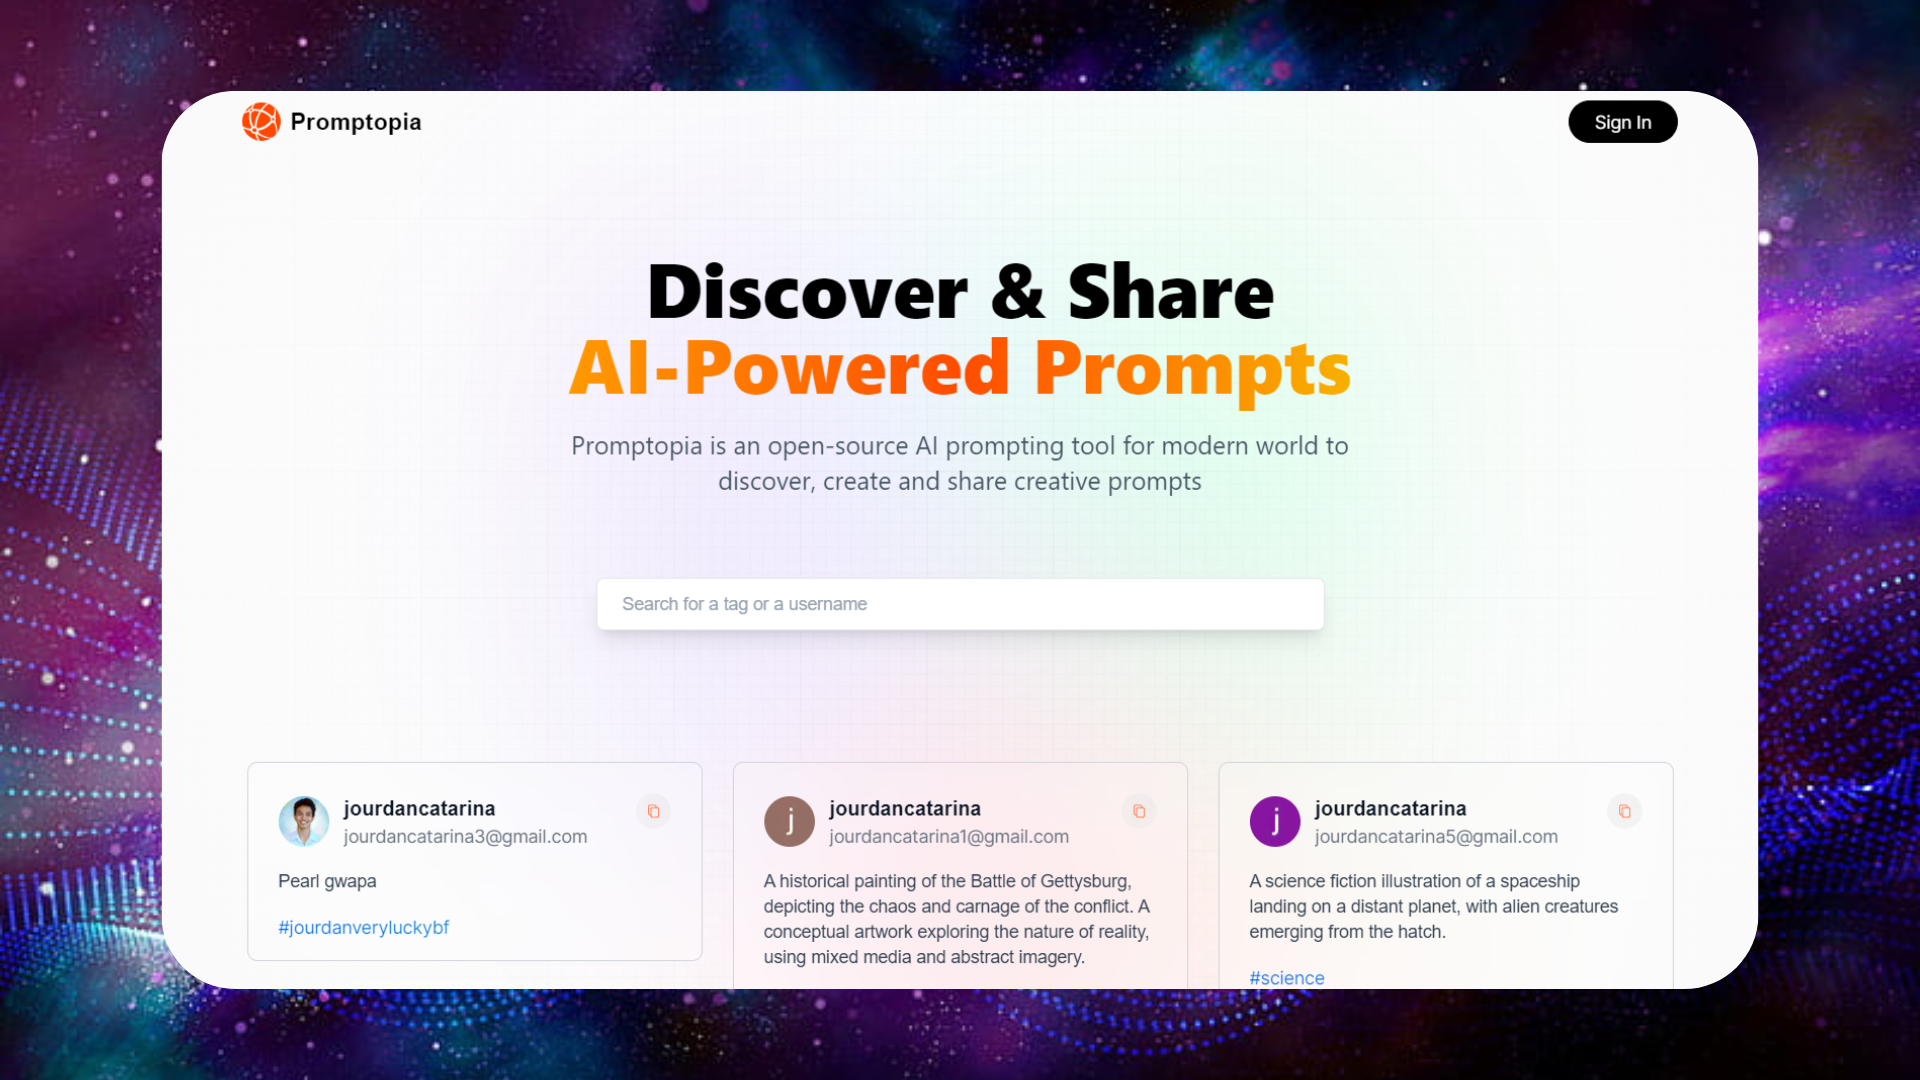 Promptopia
Sign In
Discover & Share
AI-Powered Prompts
Promptopia is an open-source AI prompting tool for modern world to
discover, create and share creative prompts
Search for a tag or a username
jourdancatarina
jourdancatarina3@gmail.com
Pearl gwapa
#jourdanveryluckybf
j
jourdancatarina
jourdancatarina1@gmail.com
A historical painting of the Battle of Gettysburg,
depicting the chaos and carnage of the conflict. A
conceptual artwork exploring the nature of reality,
using mixed media and abstract imagery.
j
jourdancatarina
jourdancatarina5@gmail.com
A science fiction illustration of a spaceship
landing on a distant planet, with alien creatures
emerging from the hatch.
#science